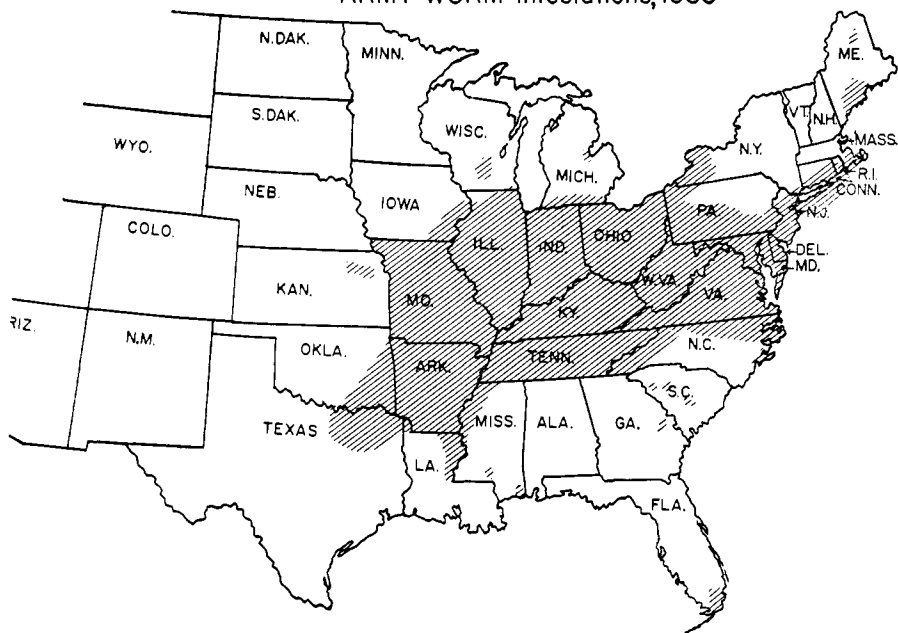 ARMY WORM Infestations, 1953
N.DAK.
MINN.
ME.
S.DAK.
WISC.
VT.
N.H.
MASS.
WYO.
N.Y.
MICH.
R.I.
CONN.
NEB.
IOWA
PA.
N.J.
COLO.
ILL.
IND.
OHIO
DEL.
MD.
KAN.
MO.
W.VA.
VA.
KY.
RIZ.
N.M.
OKLA.
ARK.
TENN.
N.C.
S.C.
TEXAS
MISS.
ALA.
GA.
LA.
FLA.